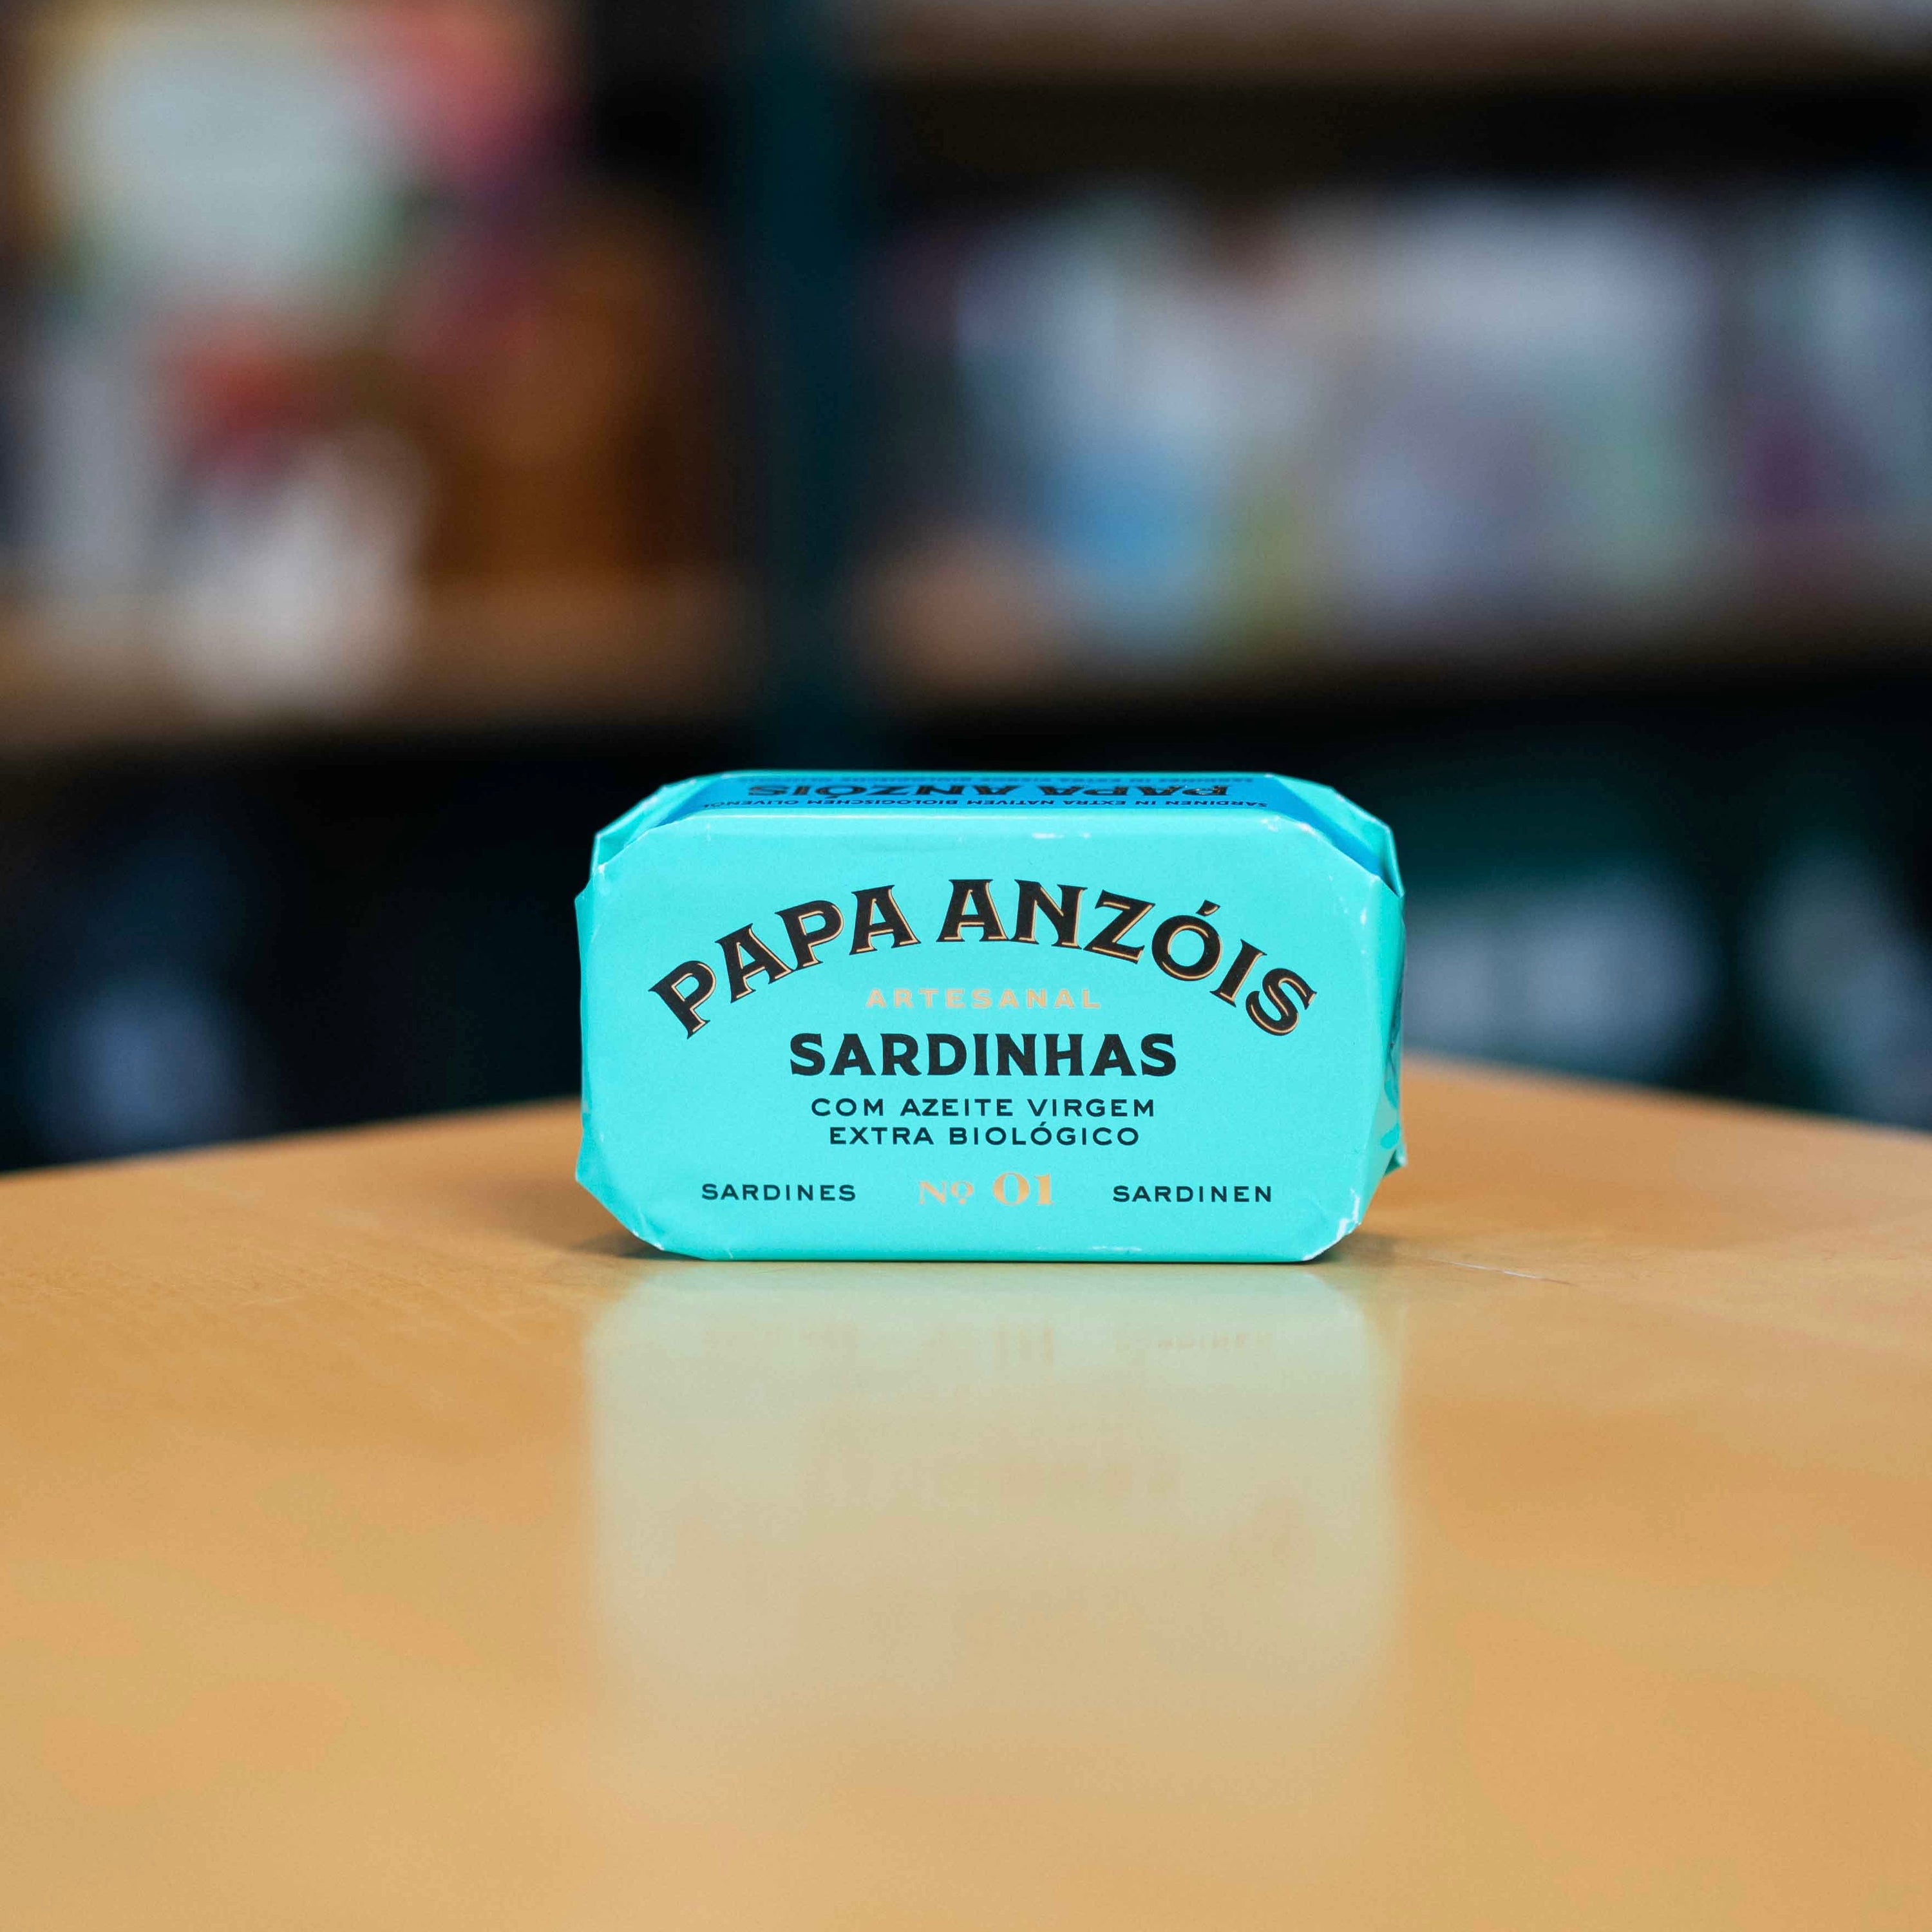 PAPA ANZÓIS
SARDINEN IN EXTRA NATIVEM BIOLOGISCHEM OLIVENÖL
PAPA ANZÓIS
ARTESANAL
SARDINHAS
COM AZEITE VIRGEM
EXTRA BIOLÓGICO
SARDINES Nº 01 SARDINEN